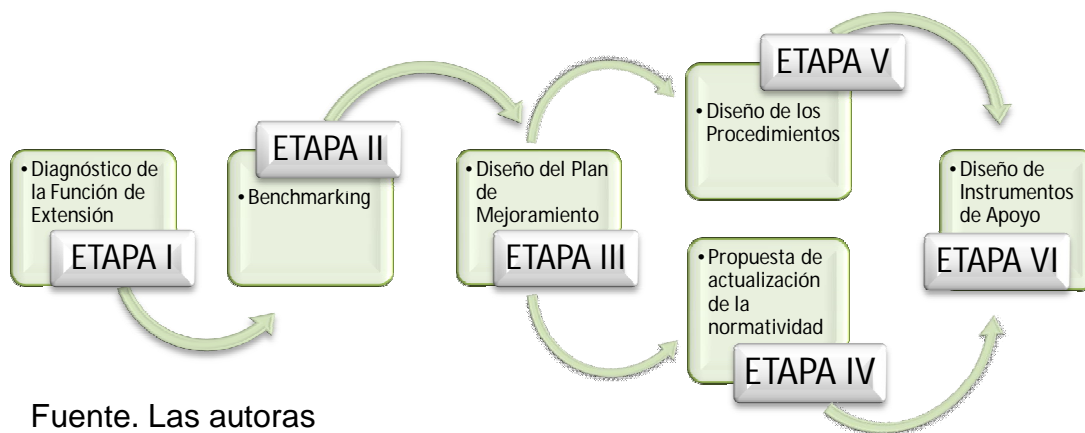 • Diagnóstico de
la Función de
Extensión
ETAPA I
ETAPA II
• Benchmarking
• Diseño del Plan
de
Mejoramiento
ETAPA III
ETAPA V
• Diseño de los
Procedimientos
• Propuesta de
actualización
de la
normatividad
ETAPA IV
• Diseño de
Instrumentos
de Apoyo
ETAPA VI
Fuente. Las autoras